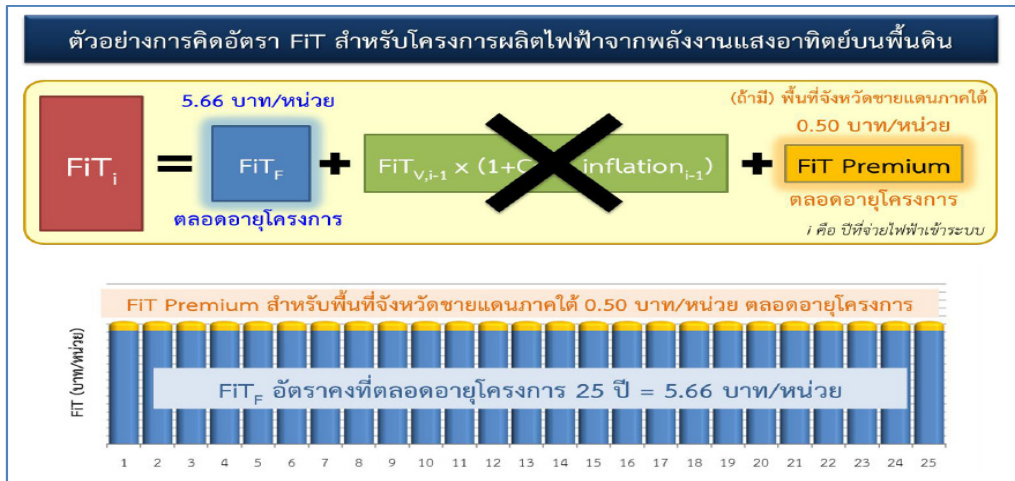 ตัวอย่างการคิดอัตรา FiT สำหรับโครงการผลิตไฟฟ้าจากพลังงานแสงอาทิตย์บนพื้นดิน
5.66 บาท/หน่วย
(ถ้ามี) พื้นที่จังหวัดชายแดนภาคใต้
0.50 บาท/หน่วย
FiTi = FiTF + FiTV,i-1 x (1+C inflationi-1) + FiT Premium
ตลอดอายุโครงการ
ตลอดอายุโครงการ
i คือ ปีที่จ่ายไฟฟ้าเข้าระบบ
FiT Premium สำหรับพื้นที่จังหวัดชายแดนภาคใต้ 0.50 บาท/หน่วย ตลอดอายุโครงการ
FiT (บาท/หน่วย)
FiTF อัตราคงที่ตลอดอายุโครงการ 25 ปี = 5.66 บาท/หน่วย
1 2 3 4 5 6 7 8 9 10 11 12 13 14 15 16 17 18 19 20 21 22 23 24 25